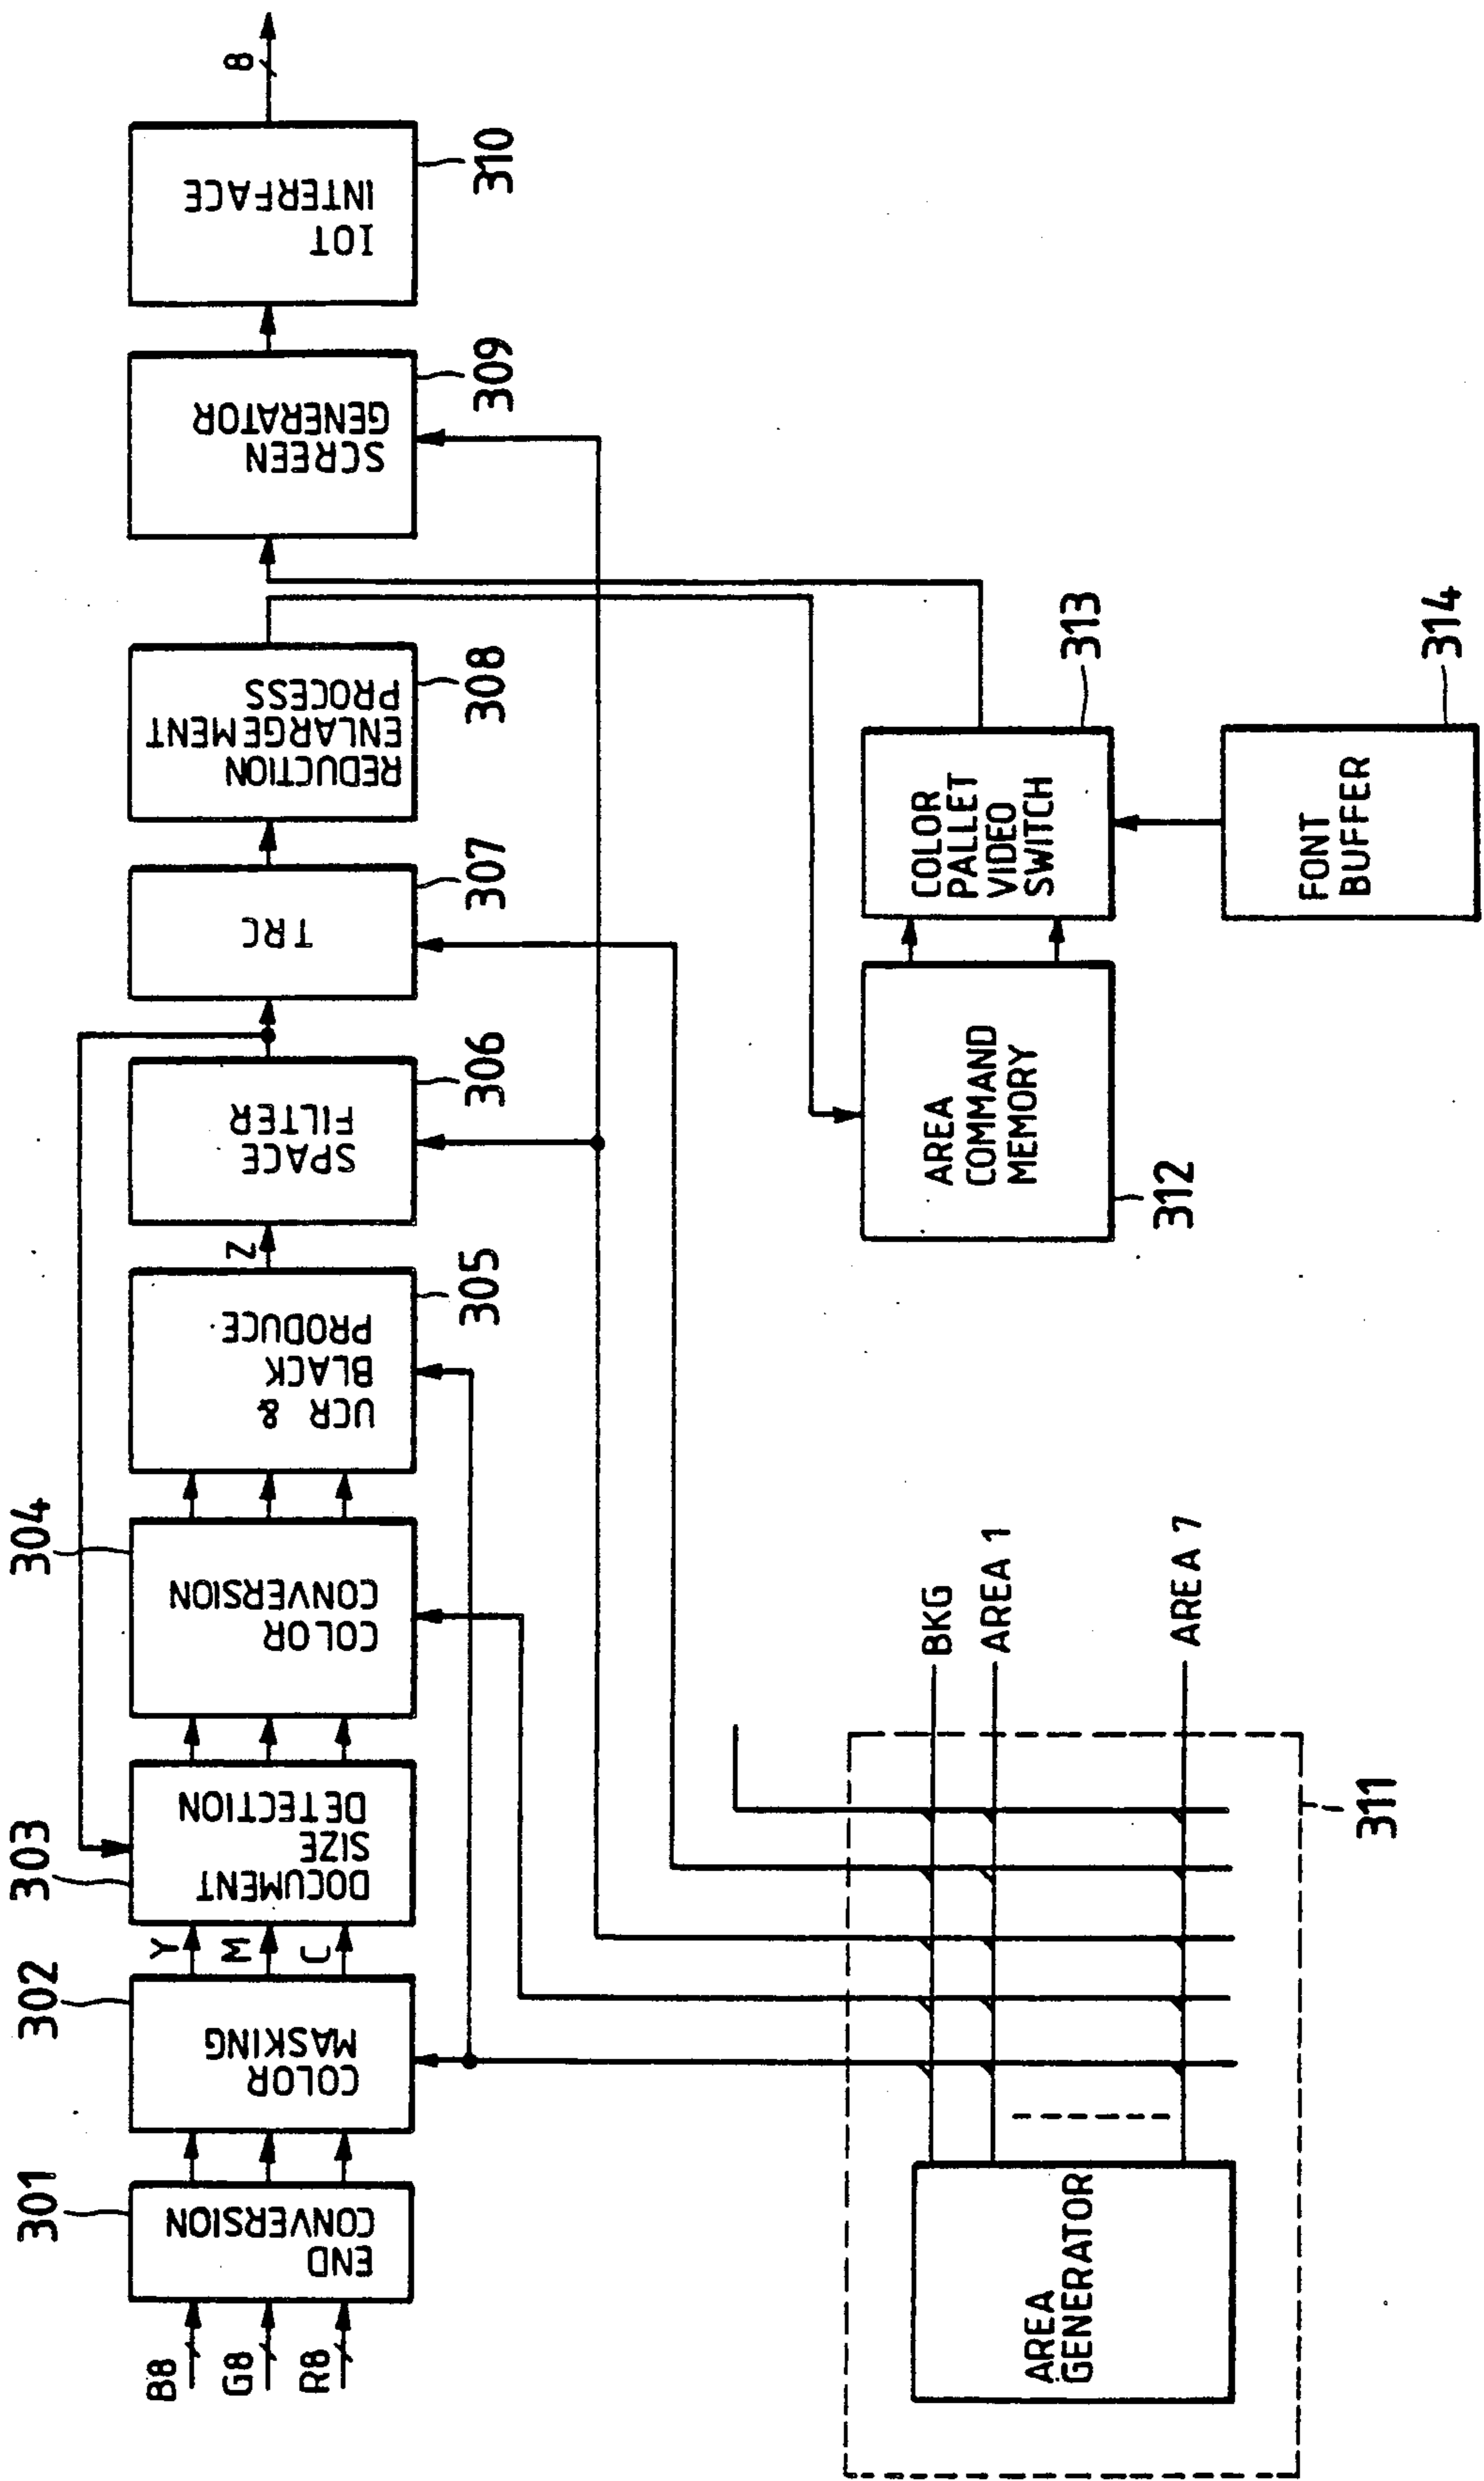 B8
G8
R8
301
END
CONVERSION
302
COLOR
MASKING
Y
M
C
303
DOCUMENT
SIZE
DETECTION
304
COLOR
CONVERSION
UCR &
BLACK
PRODUCE
305
Z
SPACE
FILTER
306
TRC
307
REDUCTION
ENLARGEMENT
PROCESS
308
SCREEN
GENERATOR
309
IOT
INTERFACE
310
8
AREA
GENERATOR
BKG
AREA 1
AREA 7
311
AREA
COMMAND
MEMORY
312
COLOR
PALLET
VIDEO
SWITCH
313
FONT
BUFFER
314